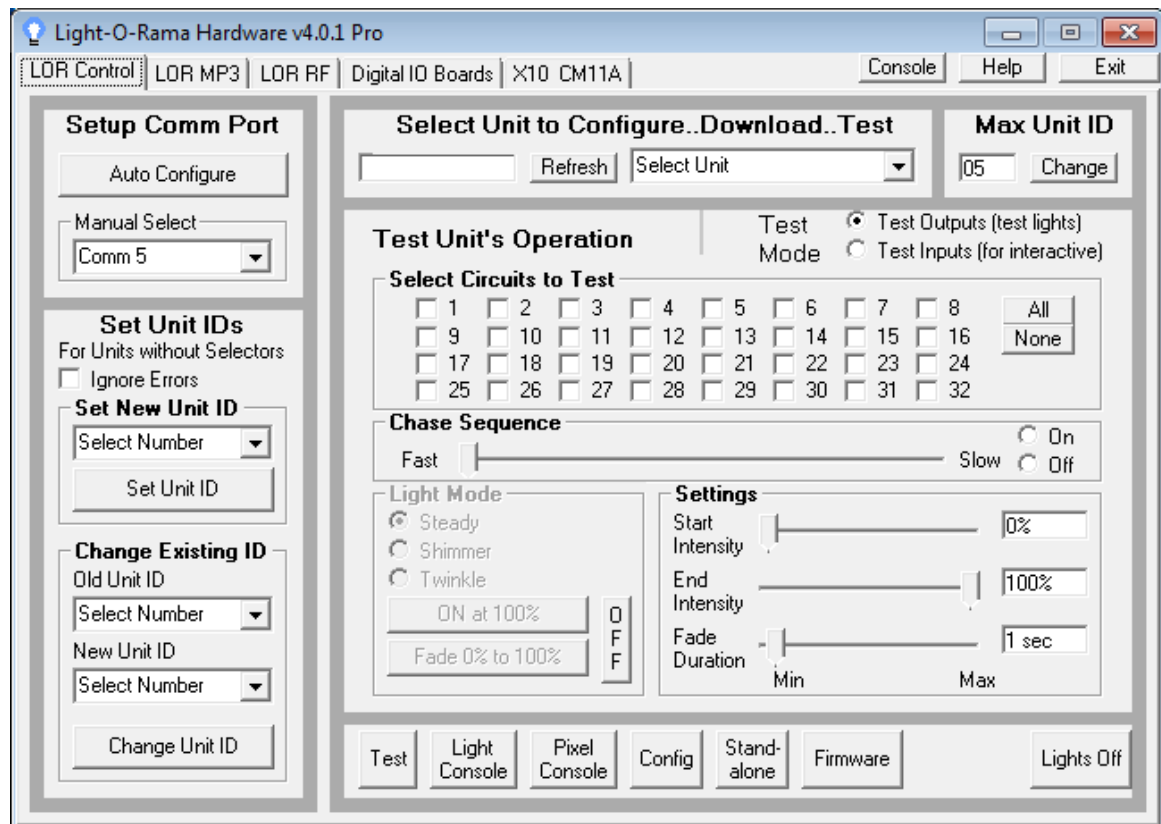 Light-O-Rama Hardware v4.0.1 Pro
LOR Control LOR MP3 LOR RF Digital IO Boards X10 CM11A Console Help Exit
Setup Comm Port
Auto Configure
Manual Select
Comm 5
Set Unit IDs
For Units without Selectors
Ignore Errors
Set New Unit ID
Select Number
Set Unit ID
Change Existing ID
Old Unit ID
Select Number
New Unit ID
Select Number
Change Unit ID
Select Unit to Configure..Download..Test
Refresh Select Unit
Max Unit ID
05 Change
Test Unit's Operation
Test
Mode
Test Outputs (test lights)
Test Inputs (for interactive)
Select Circuits to Test
1 2 3 4 5 6 7 8 All
9 10 11 12 13 14 15 16 None
17 18 19 20 21 22 23 24
25 26 27 28 29 30 31 32
Chase Sequence
Fast Slow
On
Off
Light Mode
Steady
Shimmer
Twinkle
ON at 100%
Fade 0% to 100%
O
F
F
Settings
Start
Intensity
0%
End
Intensity
100%
Fade
Duration
1 sec
Min Max
Test
Light
Console
Pixel
Console
Config
Stand-
alone
Firmware
Lights Off